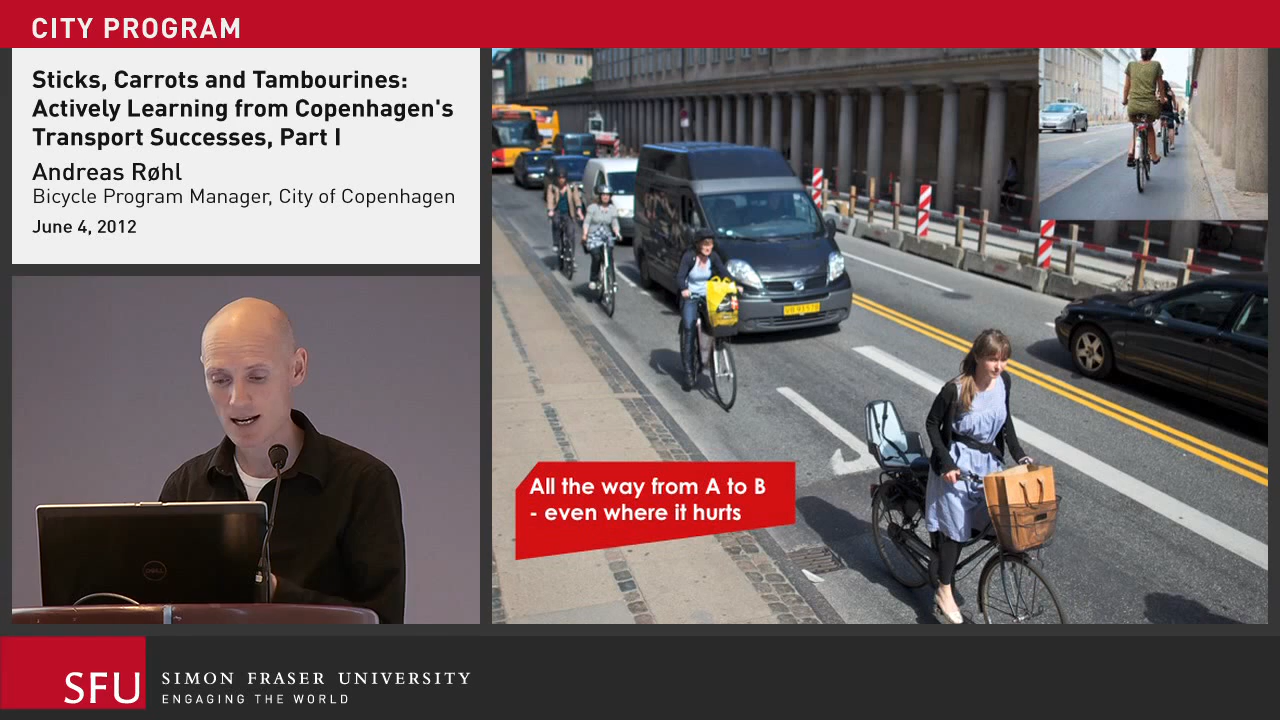 CITY PROGRAM
Sticks, Carrots and Tambourines:
Actively Learning from Copenhagen's
Transport Successes, Part I
Andreas Røhl
Bicycle Program Manager, City of Copenhagen
June 4, 2012
All the way from A to B
- even where it hurts
DELL
SFU
SIMON FRASER UNIVERSITY
ENGAGING THE WORLD